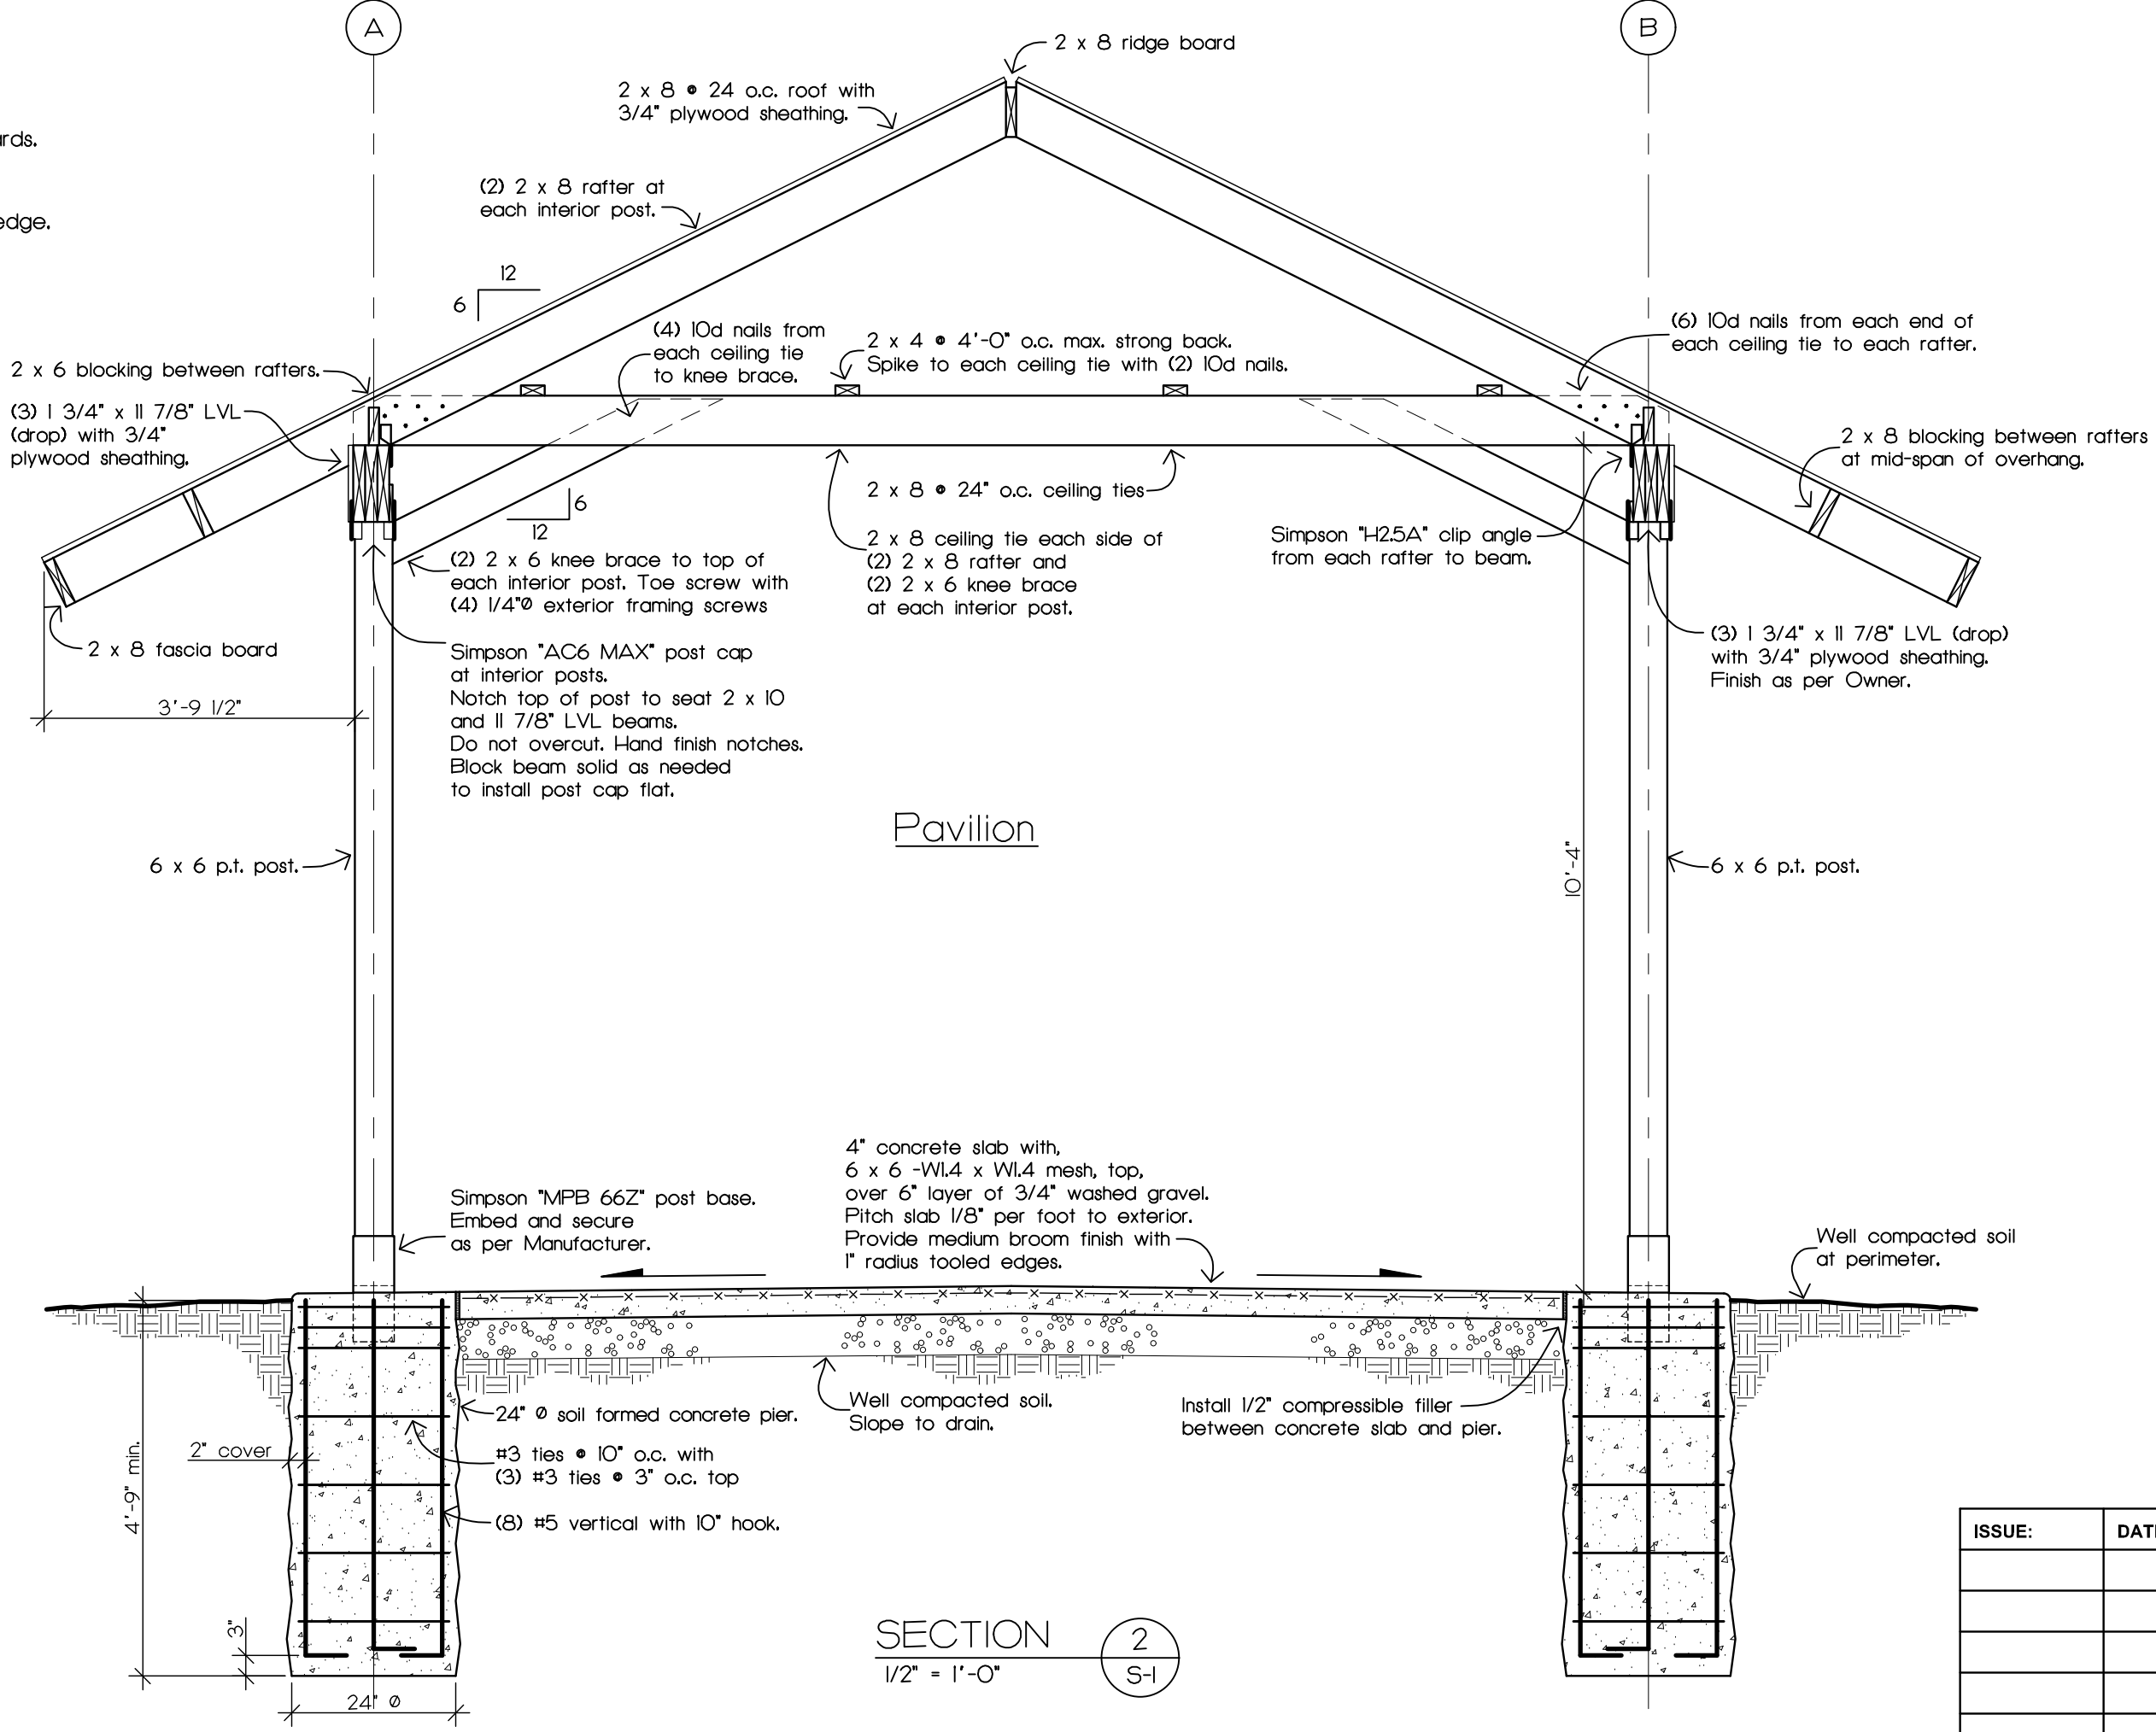 A
B
2 x 8 ridge board
2 x 8 @ 24 o.c. roof with
3/4" plywood sheathing.
edge.
(2) 2 x 8 rafter at
each interior post.
12
6
(4) 10d nails from
each ceiling tie
to knee brace.
2 x 4 @ 4'-0" o.c. max. strong back.
Spike to each ceiling tie with (2) 10d nails.
(6) 10d nails from each end of
each ceiling tie to each rafter.
2 x 6 blocking between rafters.
(3) 1 3/4" x 11 7/8" LVL
(drop) with 3/4"
plywood sheathing.
2 x 8 blocking between rafters
at mid-span of overhang.
2 x 8 @ 24" o.c. ceiling ties
6
12
2 x 8 ceiling tie each side of
(2) 2 x 8 rafter and
(2) 2 x 6 knee brace
at each interior post.
Simpson "H2.5A" clip angle
from each rafter to beam.
(2) 2 x 6 knee brace to top of
each interior post. Toe screw with
(4) 1/4"Ø exterior framing screws
2 x 8 fascia board
3'-9 1/2"
Simpson "AC6 MAX" post cap
at interior posts.
Notch top of post to seat 2 x 10
and 11 7/8" LVL beams.
Do not overcut. Hand finish notches.
Block beam solid as needed
to install post cap flat.
(3) 1 3/4" x 11 7/8" LVL (drop)
with 3/4" plywood sheathing.
Finish as per Owner.
Pavilion
6 x 6 p.t. post.
10'-4"
6 x 6 p.t. post.
4" concrete slab with,
6 x 6 -W1.4 x W1.4 mesh, top,
over 6" layer of 3/4" washed gravel.
Pitch slab 1/8" per foot to exterior.
Provide medium broom finish with
1" radius tooled edges.
Simpson "MPB 66Z" post base.
Embed and secure
as per Manufacturer.
Well compacted soil
at perimeter.
Well compacted soil.
Slope to drain.
Install 1/2" compressible filler
between concrete slab and pier.
24" Ø soil formed concrete pier.
2" cover
#3 ties @ 10" o.c. with
(3) #3 ties @ 3" o.c. top
4'-9" min.
(8) #5 vertical with 10" hook.
3"
24" Ø
SECTION
1/2" = 1'-0"
2
S-1
ISSUE: